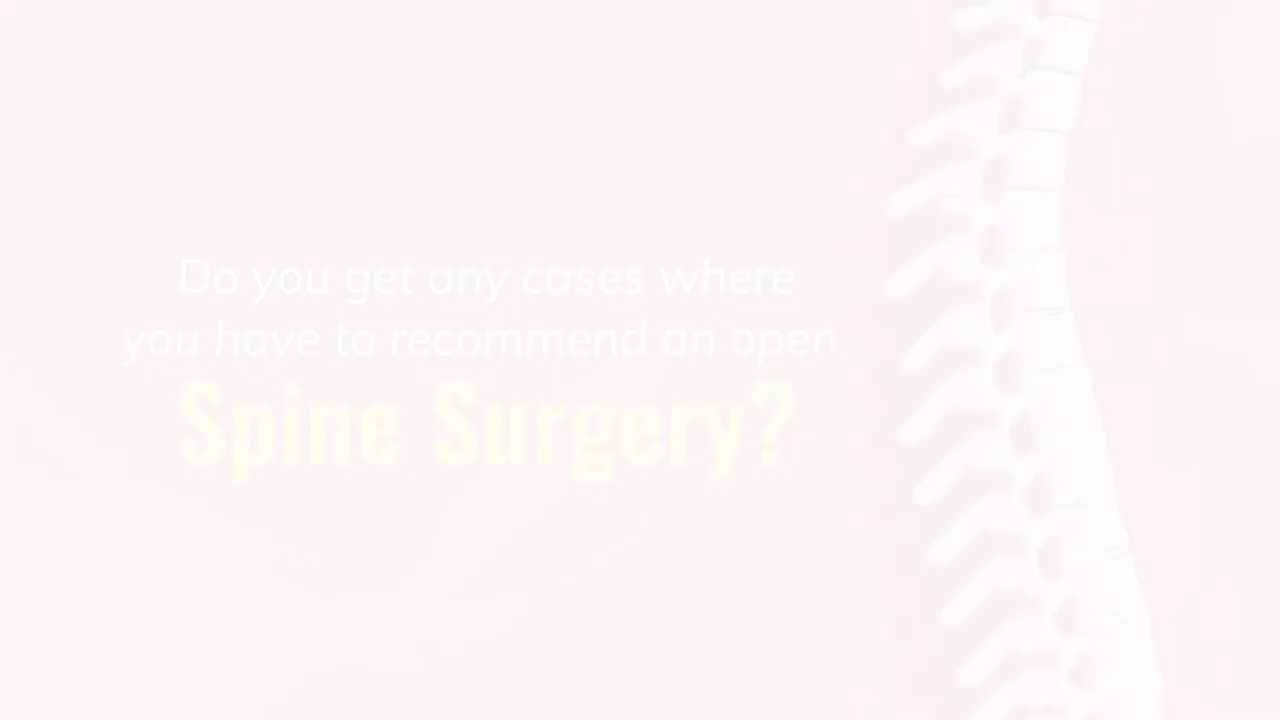 Do you get any cases where
you have to recommend an open
Spine Surgery?